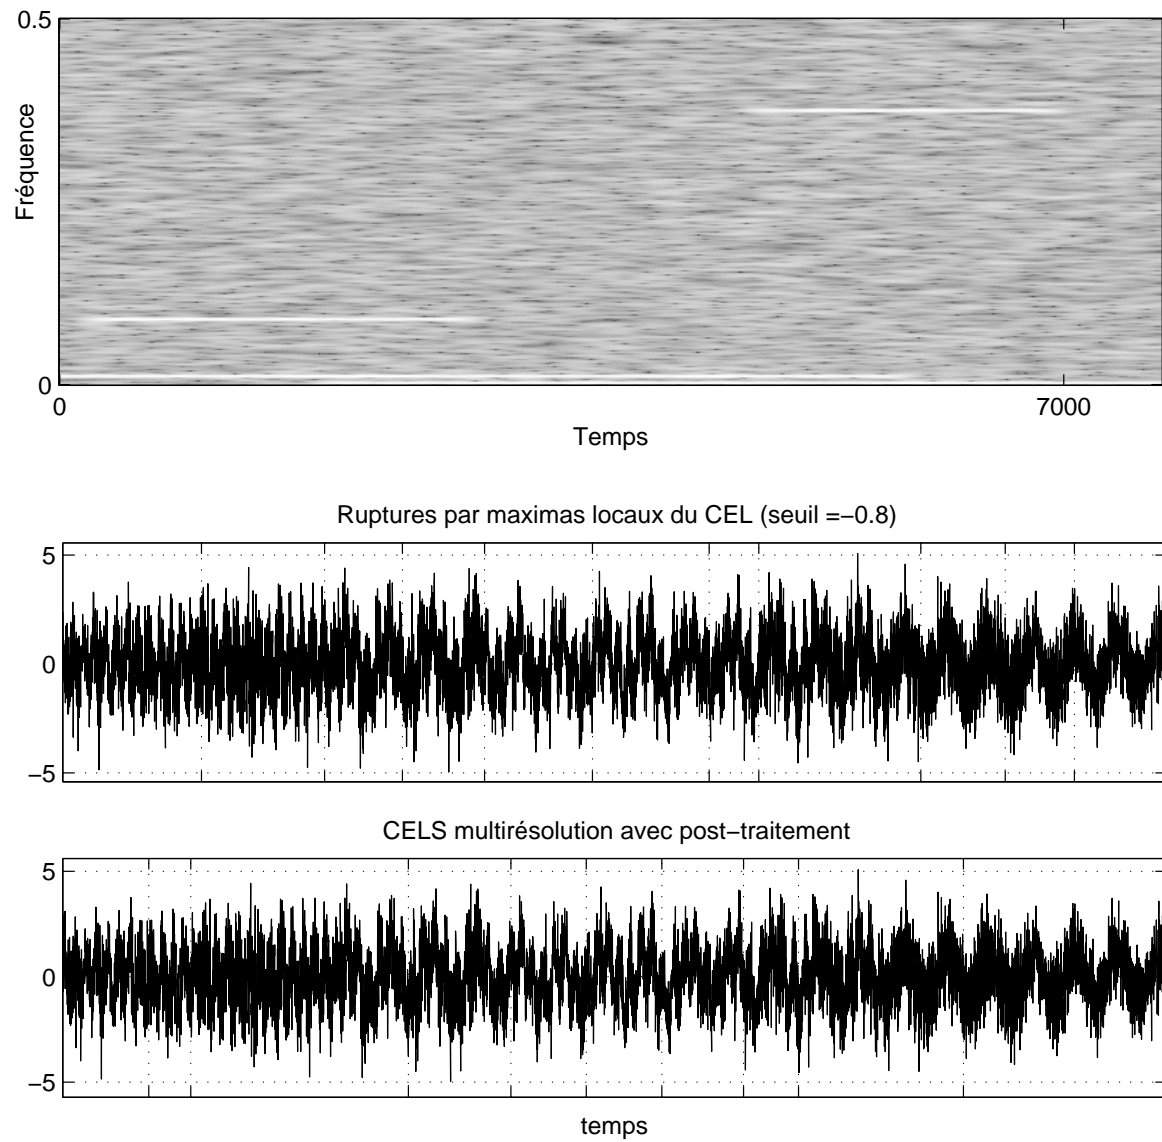 0.5
Fréquence
0
0
7000
Temps
Ruptures par maximas locaux du CEL (seuil =−0.8)
5
0
−5
CELS multirésolution avec post−traitement
5
0
−5
temps